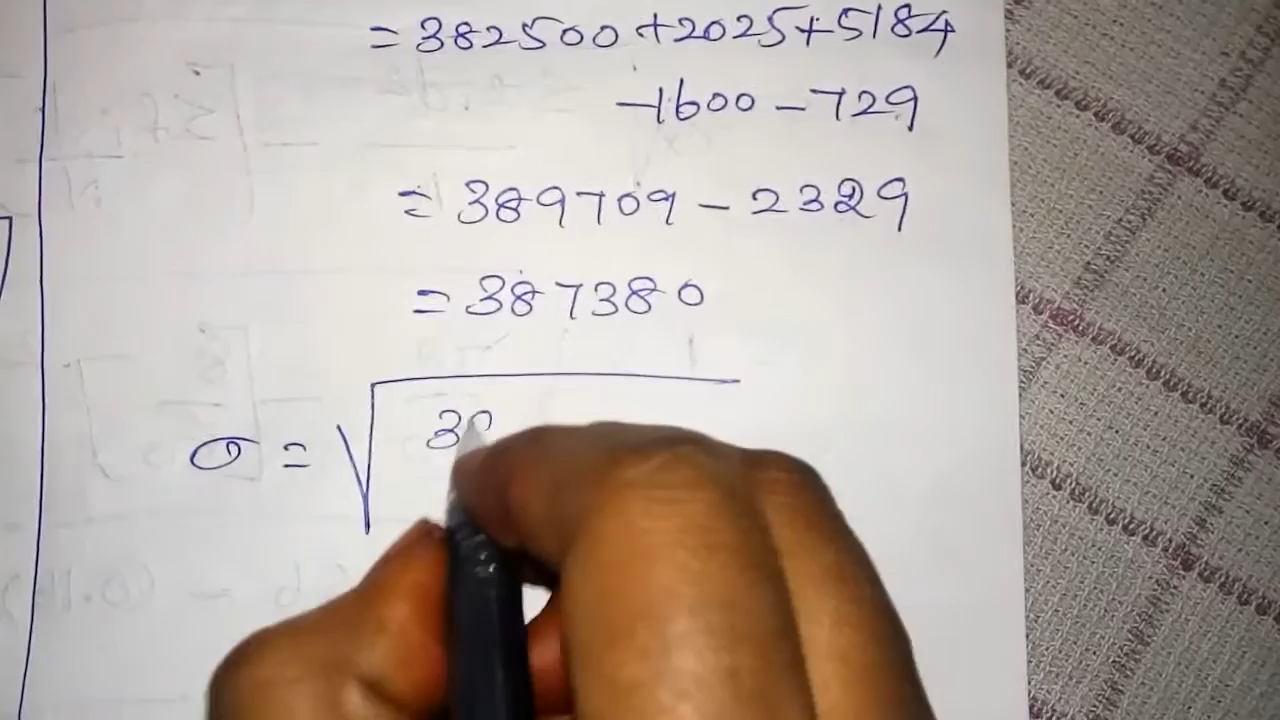 = 382500 + 2025 + 5184
- 1600 - 729
= 389709 - 2329
= 387380
σ = √38